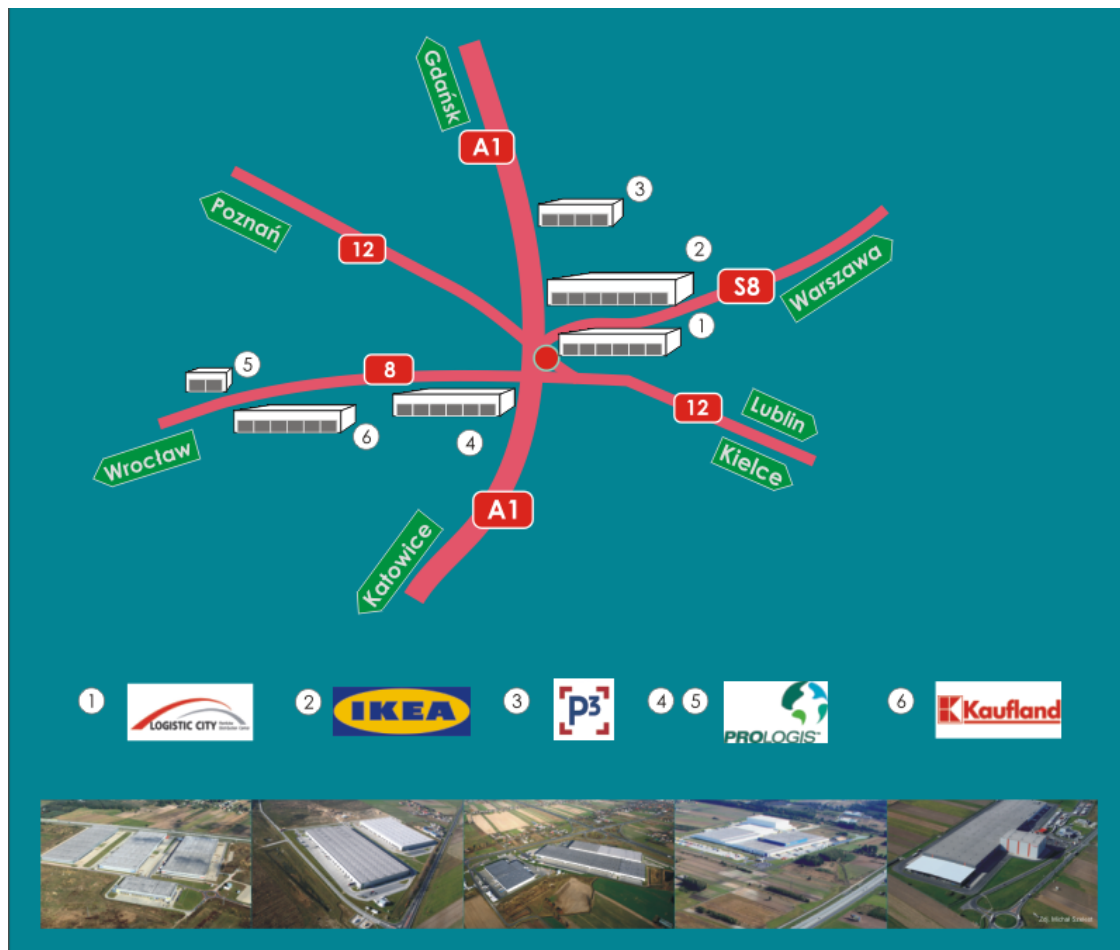 Gdańsk
A1
3
Poznań
12
2
S8
Warszawa
1
5
8
12
Lublin
Kielce
4
6
Wrocław
A1
Katowice
1
LOGISTIC CITY
2
IKEA
3
P3
4
5
PROLOGIS
6
Kaufland